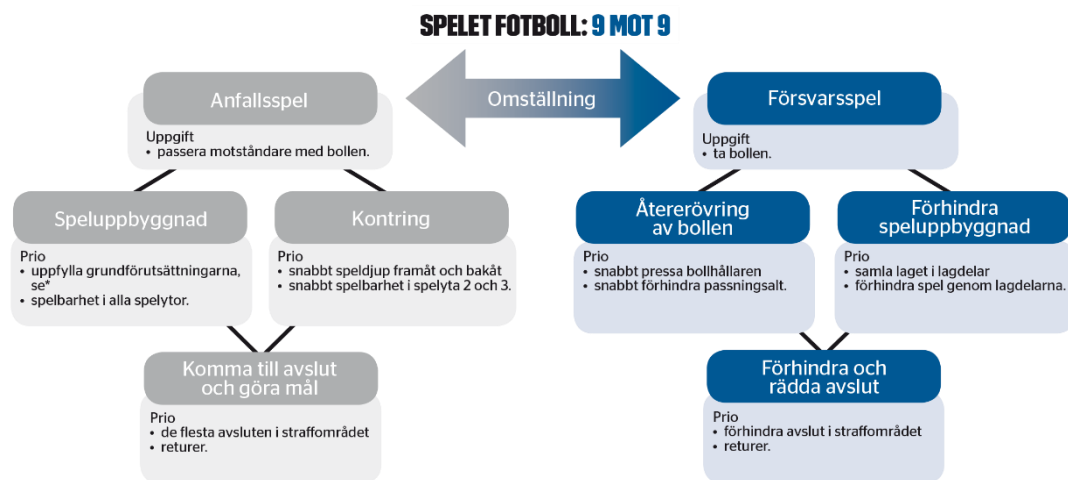 SPELET FOTBOLL: 9 MOT 9
Anfallsspel
Omställning
Försvarsspel
Uppgift
• passera motståndare med bollen.
Uppgift
• ta bollen.
Speluppbyggnad
Prio
• uppfylla grundförutsättningarna,
se*
• spelbarhet i alla spelytor.
Kontring
Prio
• snabbt speldjup framåt och bakåt
• snabbt spelbarhet i spelyta 2 och 3.
Återerövring
av bollen
Prio
• snabbt pressa bollhållaren
• snabbt förhindra passningsalt.
Förhindra
speluppbyggnad
Prio
• samla laget i lagdelar
• förhindra spel genom lagdelarna.
Komma till avslut
och göra mål
Prio
• de flesta avsluten i straffområdet
• returer.
Förhindra och
rädda avslut
Prio
• förhindra avslut i straffområdet
• returer.